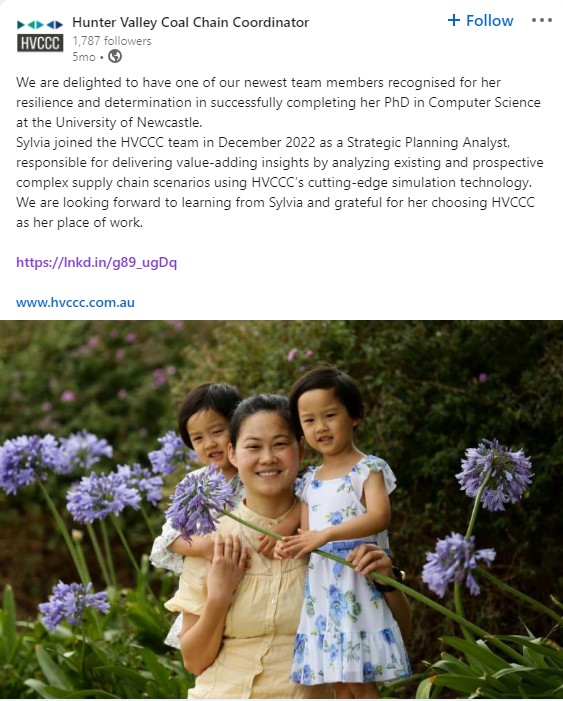 Hunter Valley Coal Chain Coordinator
+ Follow
HVCCC
1,787 followers
5mo •
We are delighted to have one of our newest team members recognised for her
resilience and determination in successfully completing her PhD in Computer Science
at the University of Newcastle.
Sylvia joined the HVCCC team in December 2022 as a Strategic Planning Analyst,
responsible for delivering value-adding insights by analyzing existing and prospective
complex supply chain scenarios using HVCCC's cutting-edge simulation technology.
We are looking forward to learning from Sylvia and grateful for her choosing HVCCC
as her place of work.
https://lnkd.in/g89_ugDq
www.hvccc.com.au